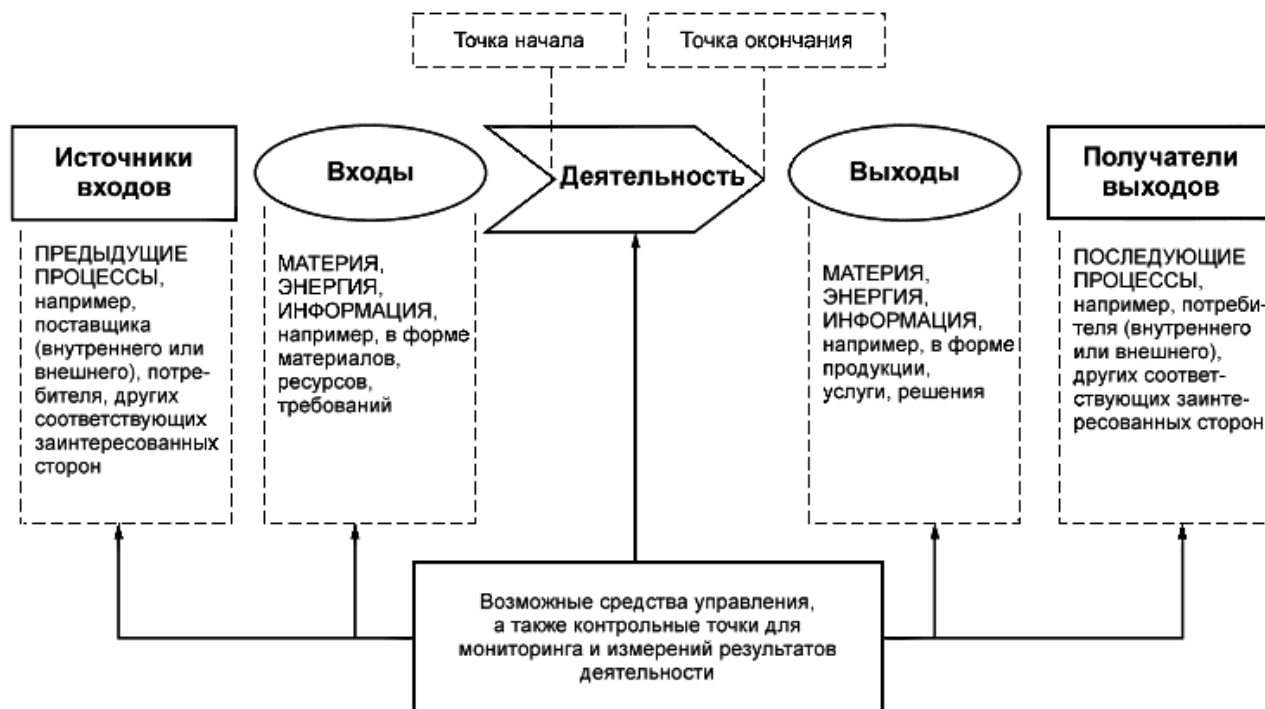 Точка начала
Точка окончания
Источники
входов
Входы
Деятельность
Выходы
Получатели
выходов
ПРЕДЫДУЩИЕ
ПРОЦЕССЫ,
например,
поставщика
(внутреннего или
внешнего), потре-
бителя, других
соответствующих
заинтересованных
сторон
МАТЕРИЯ,
ЭНЕРГИЯ,
ИНФОРМАЦИЯ,
например, в форме
материалов,
ресурсов,
требований
МАТЕРИЯ,
ЭНЕРГИЯ,
ИНФОРМАЦИЯ,
например, в форме
продукции,
услуги, решения
ПОСЛЕДУЮЩИЕ
ПРОЦЕССЫ,
например, потреби-
теля (внутреннего
или внешнего),
других соответ-
ствующих заинте-
ресованных сторон
Возможные средства управления,
а также контрольные точки для
мониторинга и измерений результатов
деятельности